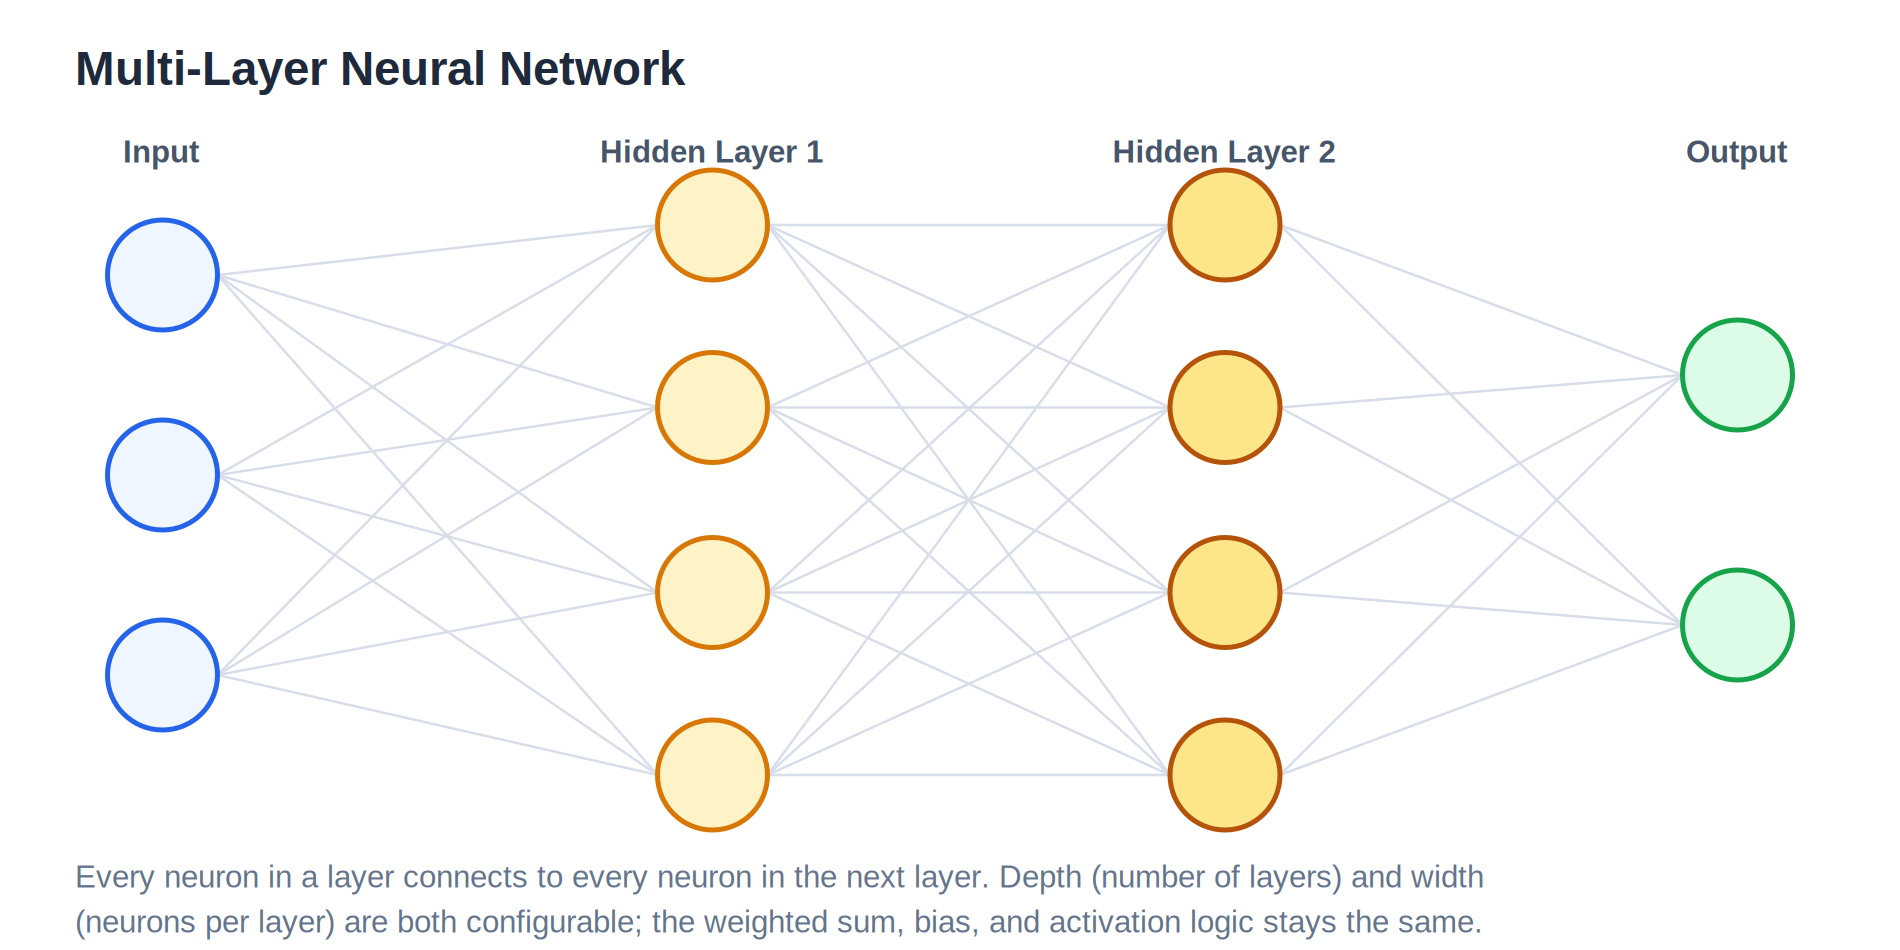 Multi-Layer Neural Network
Input
Hidden Layer 1
Hidden Layer 2
Output
Every neuron in a layer connects to every neuron in the next layer. Depth (number of layers) and width
(neurons per layer) are both configurable; the weighted sum, bias, and activation logic stays the same.